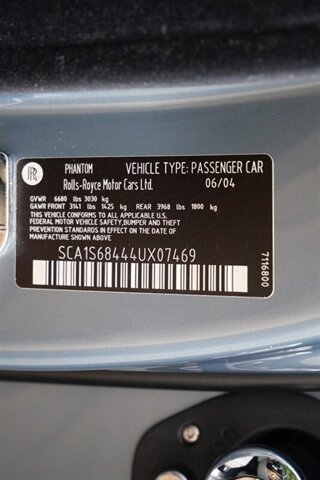 RR
PHANTOM VEHICLE TYPE: PASSENGER CAR
Rolls-Royce Motor Cars Ltd. 06/04
GVWR 6680 lbs 3030 kg
GAWR FRONT 3141 lbs 1425 kg REAR 3968 lbs 1800 kg
THIS VEHICLE CONFORMS TO ALL APPLICABLE U.S.
FEDERAL MOTOR VEHICLE SAFETY,BUMPER AND THEFT
PREVENTION STANDARDS IN EFFECT ON THE DATE OF
MANUFACTURE SHOWN ABOVE.
SCA1S68444UX07469
7116800